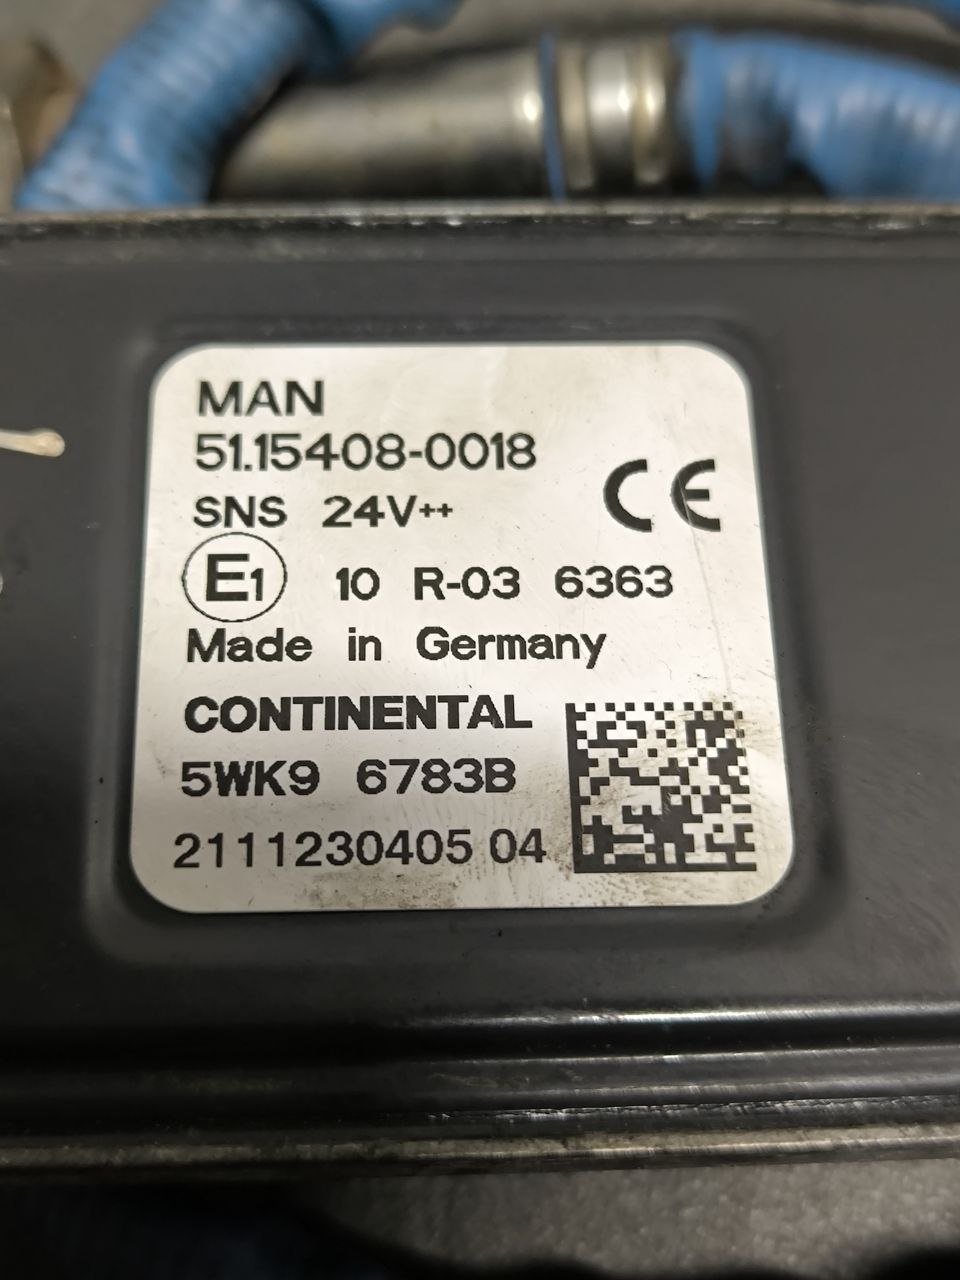 MAN
51.15408-0018
SNS 24V++
CE
E1 10 R-03 6363
Made in Germany
CONTINENTAL
5WK9 6783B
2111230405 04